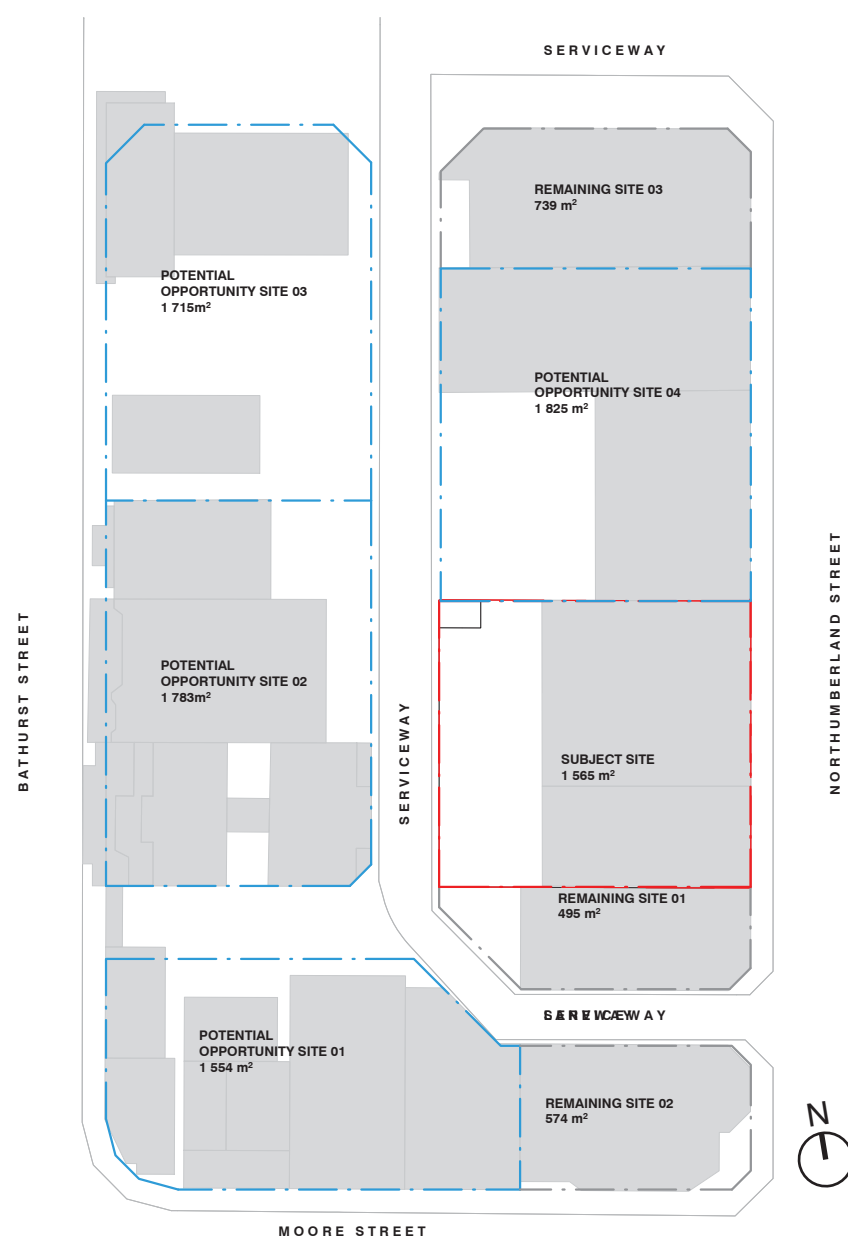 SERVICEWAY
REMAINING SITE 03
739 m²
POTENTIAL
OPPORTUNITY SITE 03
1 715m²
POTENTIAL
OPPORTUNITY SITE 04
1 825 m²
BATHURST STREET
POTENTIAL
OPPORTUNITY SITE 02
1 783m²
SERVICEWAY
SUBJECT SITE
1 565 m²
NORTHUMBERLAND STREET
REMAINING SITE 01
495 m²
POTENTIAL
OPPORTUNITY SITE 01
1 554 m²
REMAINING SITE 02
574 m²
N
MOORE STREET